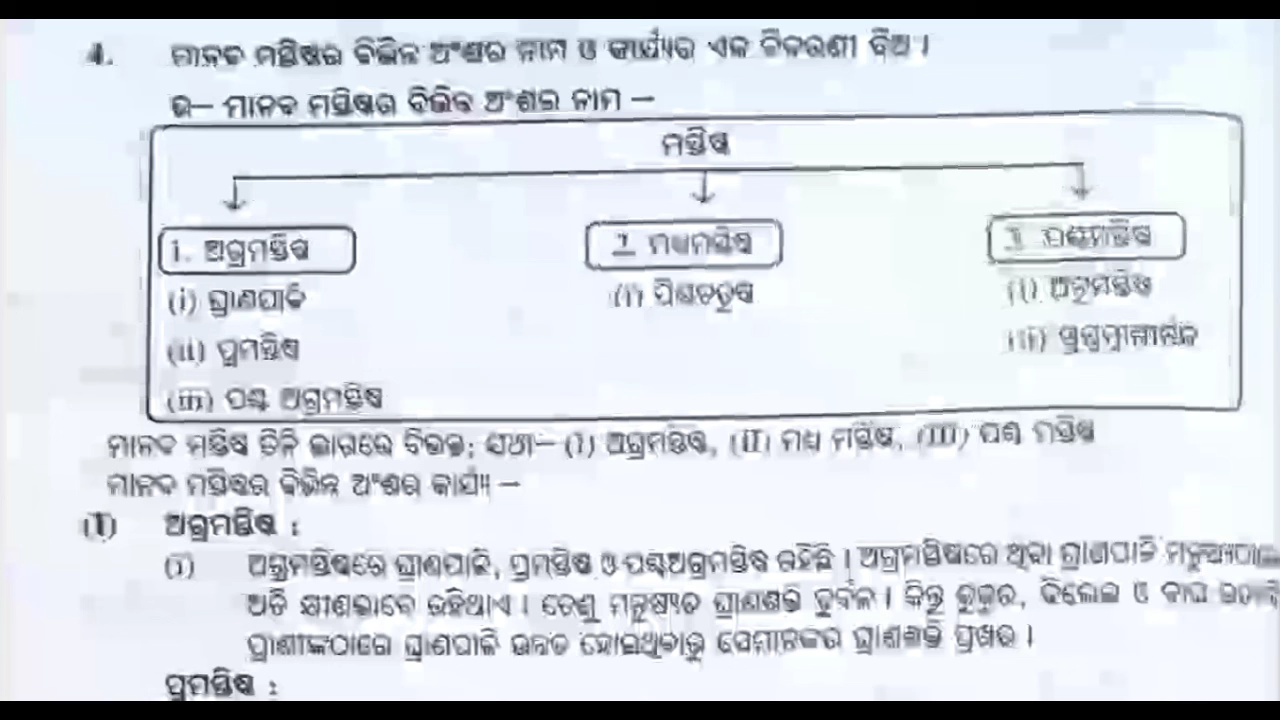 4. ମାନବ ମସ୍ତିଷ୍କର ବିଭିନ୍ନ ଅଂଶର ନାମ ଓ କାର୍ଯ୍ୟର ଏକ ବିବରଣୀ ଦିଅ ।
ଉ— ମାନବ ମସ୍ତିଷ୍କର ବିଭିନ୍ନ ଅଂଶର ନାମ —
ମସ୍ତିଷ୍କ
1. ଅଗ୍ରମସ୍ତିଷ୍କ 2 ମଧ୍ୟମସ୍ତିଷ୍କ 3 ପଶ୍ଚମସ୍ତିଷ୍କ
(i) ଘ୍ରାଣପାଳି (i) ପିଣ୍ଡଚତୁଷ୍ଟ (i) ଅନୁମସ୍ତିଷ୍କ
(ii) ପ୍ରମସ୍ତିଷ୍କ (ii) ସୁଷୁମ୍ନାଶୀର୍ଷକ
(iii) ପଶ୍ଚ ଅଗ୍ରମସ୍ତିଷ୍କ
ମାନବ ମସ୍ତିଷ୍କ ତିନି ଭାଗରେ ବିଭକ୍ତ; ଯଥା— (I) ଅଗ୍ରମସ୍ତିଷ୍କ, (II) ମଧ୍ୟ ମସ୍ତିଷ୍କ, (III) ପଶ୍ଚ ମସ୍ତିଷ୍କ
ମାନବ ମସ୍ତିଷ୍କର ବିଭିନ୍ନ ଅଂଶର କାର୍ଯ୍ୟ —
(I) ଅଗ୍ରମସ୍ତିଷ୍କ :
(i) ଅଗ୍ରମସ୍ତିଷ୍କରେ ଘ୍ରାଣପାଳି, ପ୍ରମସ୍ତିଷ୍କ ଓ ପଶ୍ଚଅଗ୍ରମସ୍ତିଷ୍କ ରହିଛି । ଅଗ୍ରମସ୍ତିଷ୍କରେ ଥିବା ଘ୍ରାଣପାଳି
ଅତି କ୍ଷୀଣଭାବେ ରହିଥାଏ । ତେଣୁ ମନୁଷ୍ୟର ଘ୍ରାଣଶକ୍ତି ଦୁର୍ବଳ । କିନ୍ତୁ କୁକୁର, ବିଲେଇ ଓ ବାଘ
ପ୍ରାଣୀଙ୍କଠାରେ ଘ୍ରାଣପାଳି ଉନ୍ନତ ହୋଇଥିବାରୁ ସେମାନଙ୍କର ଘ୍ରାଣଶକ୍ତି ପ୍ରଖର ।
ପ୍ରମସ୍ତିଷ୍କ :